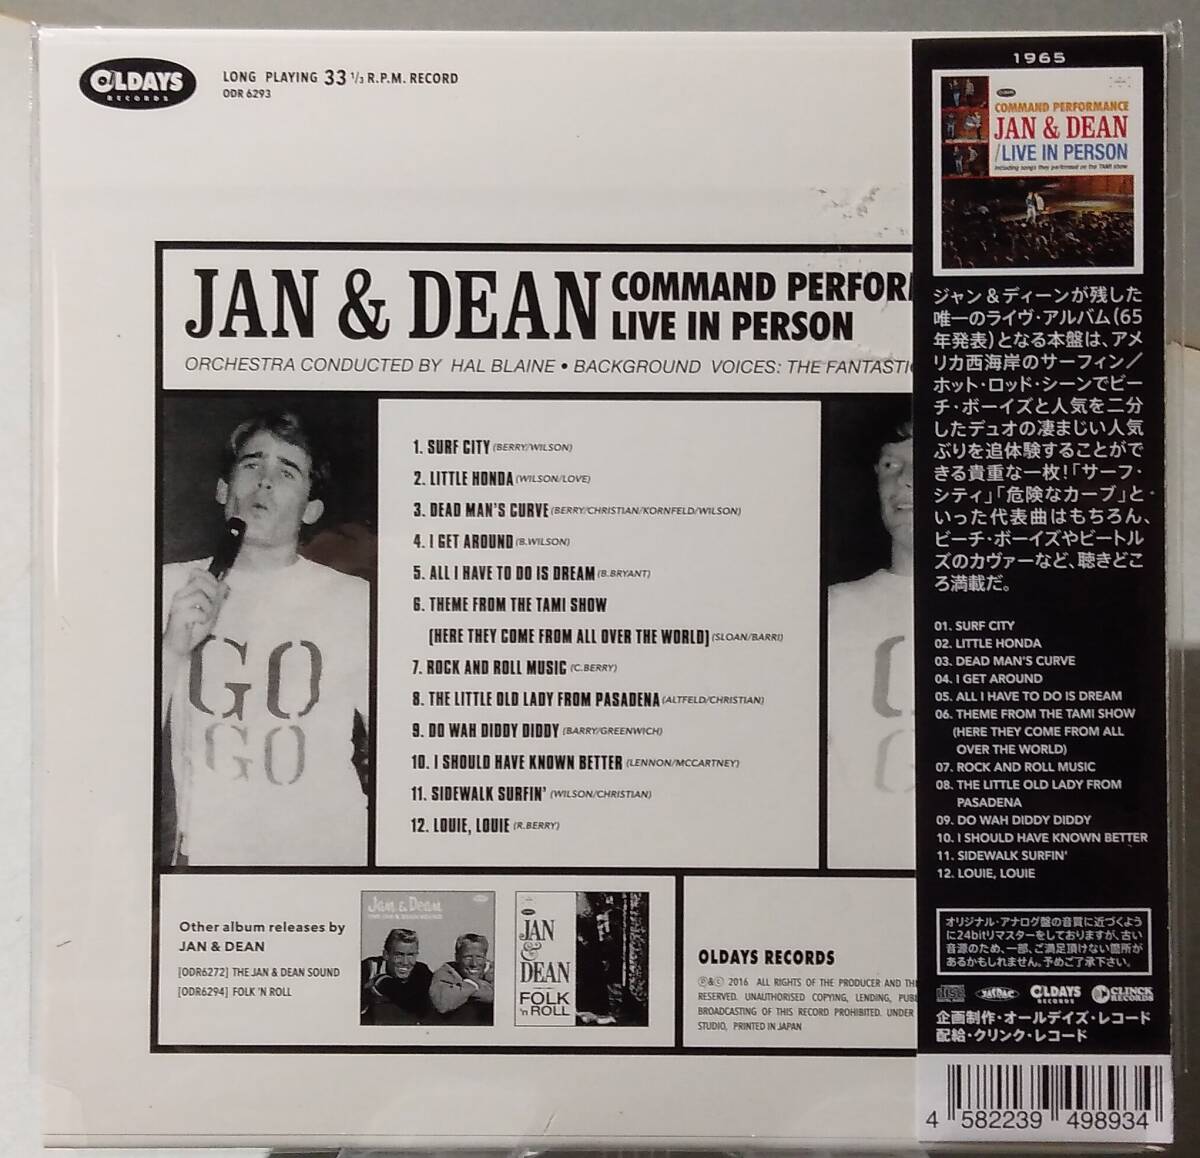 OLDAYS
RECORDS
LONG PLAYING 33 1/3 R.P.M. RECORD
ODR 6293
JAN & DEAN
COMMAND PERFOR
LIVE IN PERSON
ORCHESTRA CONDUCTED BY HAL BLAINE • BACKGROUND VOICES: THE FANTASTIC
1. SURF CITY (BERRY/WILSON)
2. LITTLE HONDA (WILSON/LOVE)
3. DEAD MAN'S CURVE (BERRY/CHRISTIAN/KORNFELD/WILSON)
4. I GET AROUND (B.WILSON)
5. ALL I HAVE TO DO IS DREAM (B.BRYANT)
6. THEME FROM THE TAMI SHOW
[HERE THEY COME FROM ALL OVER THE WORLD] (SLOAN/BARRI)
7. ROCK AND ROLL MUSIC (C.BERRY)
8. THE LITTLE OLD LADY FROM PASADENA (ALTFELD/CHRISTIAN)
9. DO WAH DIDDY DIDDY (BARRY/GREENWICH)
10. I SHOULD HAVE KNOWN BETTER (LENNON/MCCARTNEY)
11. SIDEWALK SURFIN' (WILSON/CHRISTIAN)
12. LOUIE, LOUIE (R.BERRY)
GO
GO
Other album releases by
JAN & DEAN
[ODR6272] THE JAN & DEAN SOUND
[ODR6294] FOLK 'N ROLL
Jan & Dean
JAN
&
DEAN
FOLK
'n
ROLL
OLDAYS RECORDS
Ⓟ&Ⓒ 2016 ALL RIGHTS OF THE PRODUCER AND THE
RESERVED. UNAUTHORISED COPYING, LENDING, PUBL
BROADCASTING OF THIS RECORD PROHIBITED. UNDER
STUDIO, PRINTED IN JAPAN
1965
COMMAND PERFORMANCE
JAN & DEAN
/LIVE IN PERSON
including songs they performed on the TAMI show
ジャン＆ディーンが残した
唯一のライヴ・アルバム(65
年発表)となる本盤は、アメ
リカ西海岸のサーフィン／
ホット・ロッド・シーンでビー
チ・ボーイズと人気を二分
したデュオの凄まじい人気
ぶりを追体験することがで
きる貴重な一枚！「サーフ・
シティ」「危険なカーブ」と
いった代表曲はもちろん、
ビーチ・ボーイズやビートル
ズのカヴァーなど、聴きどこ
ろ満載だ。
01. SURF CITY
02. LITTLE HONDA
03. DEAD MAN'S CURVE
04. I GET AROUND
05. ALL I HAVE TO DO IS DREAM
06. THEME FROM THE TAMI SHOW
(HERE THEY COME FROM ALL
OVER THE WORLD)
07. ROCK AND ROLL MUSIC
08. THE LITTLE OLD LADY FROM
PASADENA
09. DO WAH DIDDY DIDDY
10. I SHOULD HAVE KNOWN BETTER
11. SIDEWALK SURFIN'
12. LOUIE, LOUIE
オリジナル・アナログ盤の音質に近づくよう
に24bitリマスターをしておりますが、古い
音源のため、一部、ご満足頂けない箇所が
あるかもしれません。予めご了承下さい。
OLDAYS
RECORDS
CLINCK
RECORDS
企画制作・オールデイズ・レコード
配給・クリンク・レコード
4 582239 498934